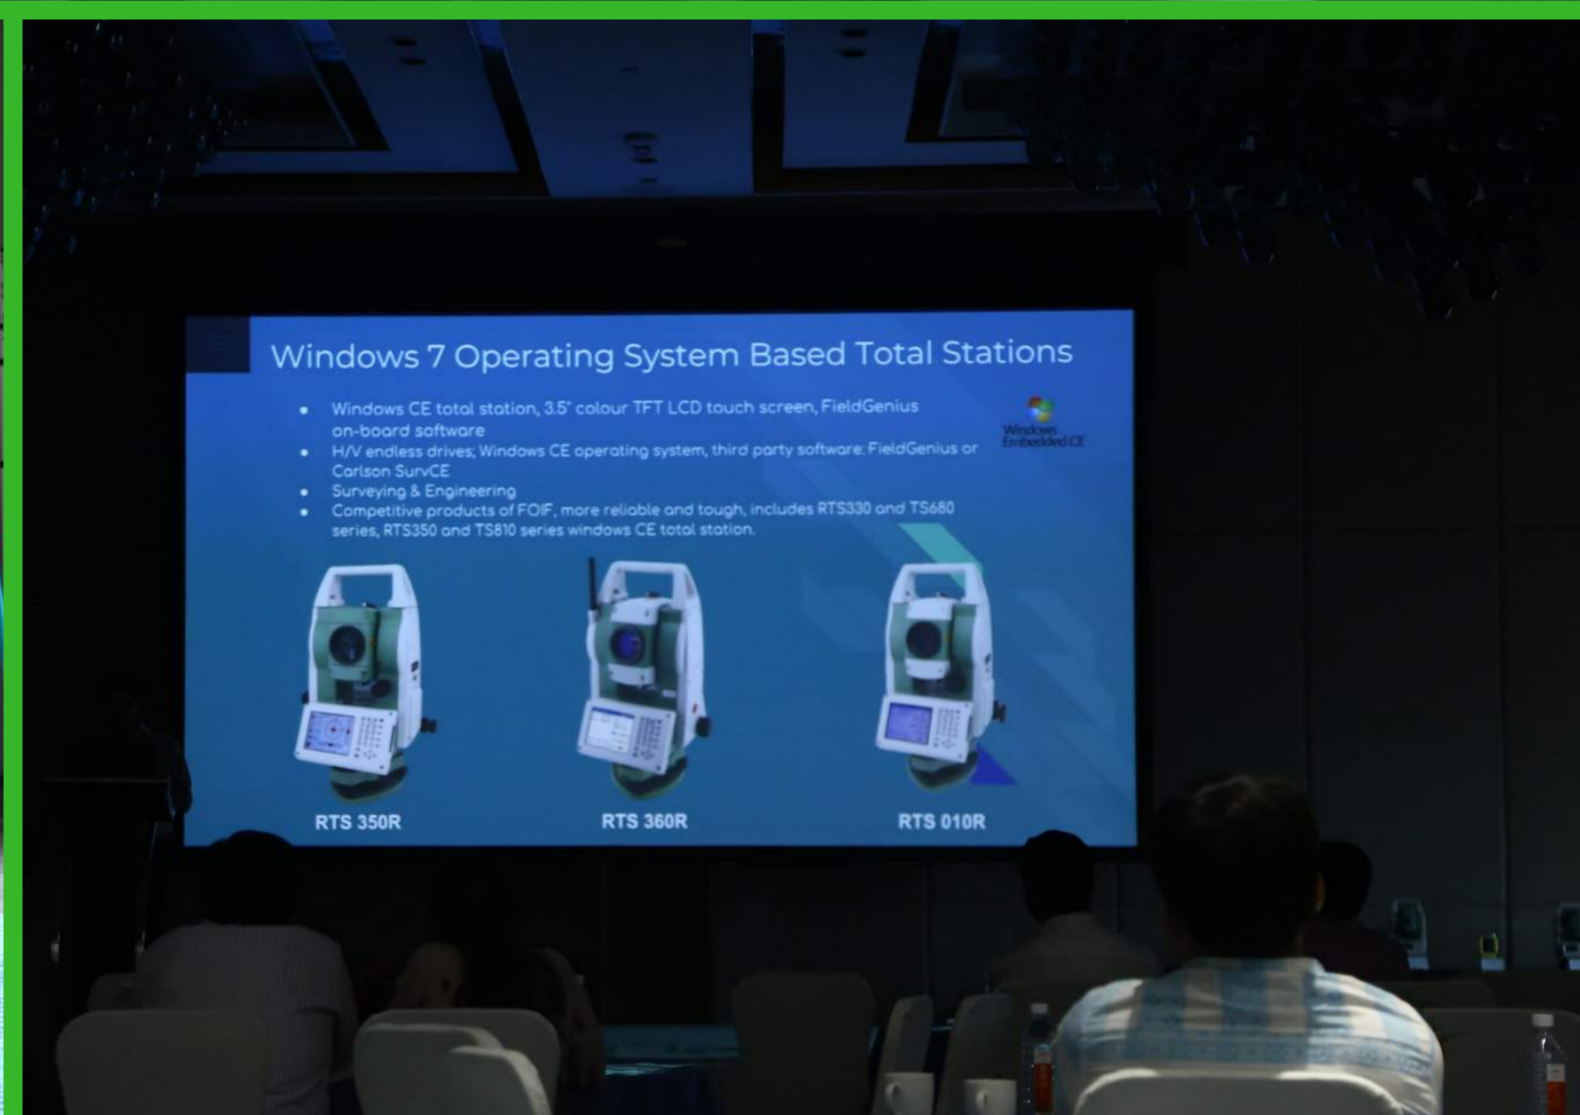 Windows 7 Operating System Based Total Stations
● Windows CE total station, 3.5" colour TFT LCD touch screen, FieldGenius
on-board software
● H/V endless drives; Windows CE operating system, third party software: FieldGenius or
Carlson SurvCE
● Surveying & Engineering
● Competitive products of FOIF, more reliable and tough, includes RTS330 and TS680
series, RTS350 and TS810 series windows CE total station.
Windows
Embedded CE
RTS 350R
RTS 360R
RTS 010R